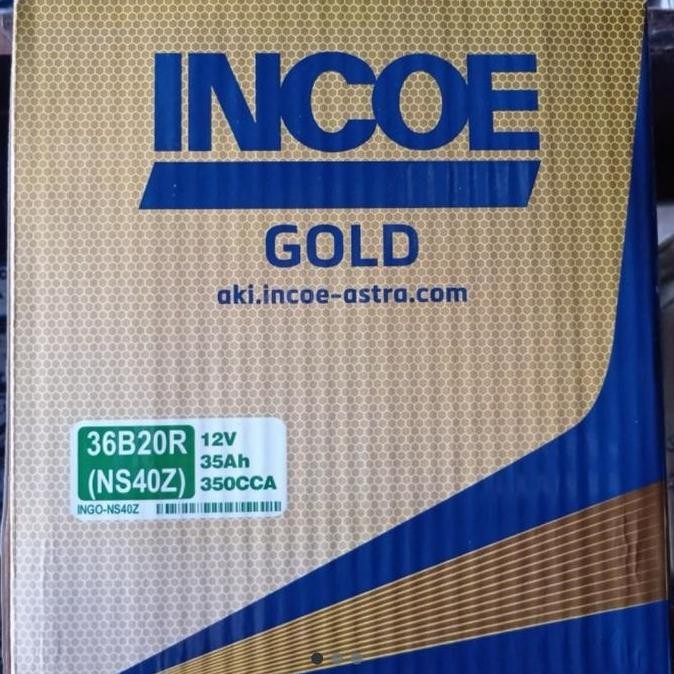 INCOE
GOLD
aki.incoe-astra.com
36B20R
(NS40Z)
12V
35Ah
350CCA
INGO-NS40Z